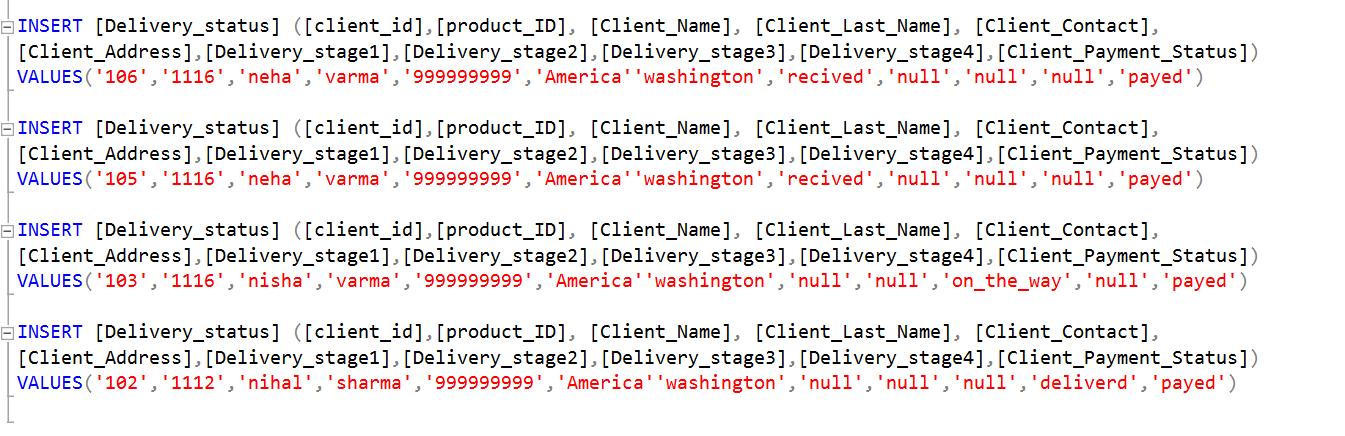 INSERT [Delivery_status] ([client_id],[product_ID], [Client_Name], [Client_Last_Name], [Client_Contact],
[Client_Address],[Delivery_stage1],[Delivery_stage2],[Delivery_stage3],[Delivery_stage4],[Client_Payment_Status])
VALUES('106','1116','neha','varma','999999999','America''washington','recived','null','null','null','payed')
INSERT [Delivery_status] ([client_id],[product_ID], [Client_Name], [Client_Last_Name], [Client_Contact],
[Client_Address],[Delivery_stage1],[Delivery_stage2],[Delivery_stage3],[Delivery_stage4],[Client_Payment_Status])
VALUES('105','1116','neha','varma','999999999','America''washington','recived','null','null','null','payed')
INSERT [Delivery_status] ([client_id],[product_ID], [Client_Name], [Client_Last_Name], [Client_Contact],
[Client_Address],[Delivery_stage1],[Delivery_stage2],[Delivery_stage3],[Delivery_stage4],[Client_Payment_Status])
VALUES('103','1116','nisha','varma','999999999','America''washington','null','null','on_the_way','null','payed')
INSERT [Delivery_status] ([client_id],[product_ID], [Client_Name], [Client_Last_Name], [Client_Contact],
[Client_Address],[Delivery_stage1],[Delivery_stage2],[Delivery_stage3],[Delivery_stage4],[Client_Payment_Status])
VALUES('102','1112','nihal','sharma','999999999','America''washington','null','null','null','deliverd','payed')